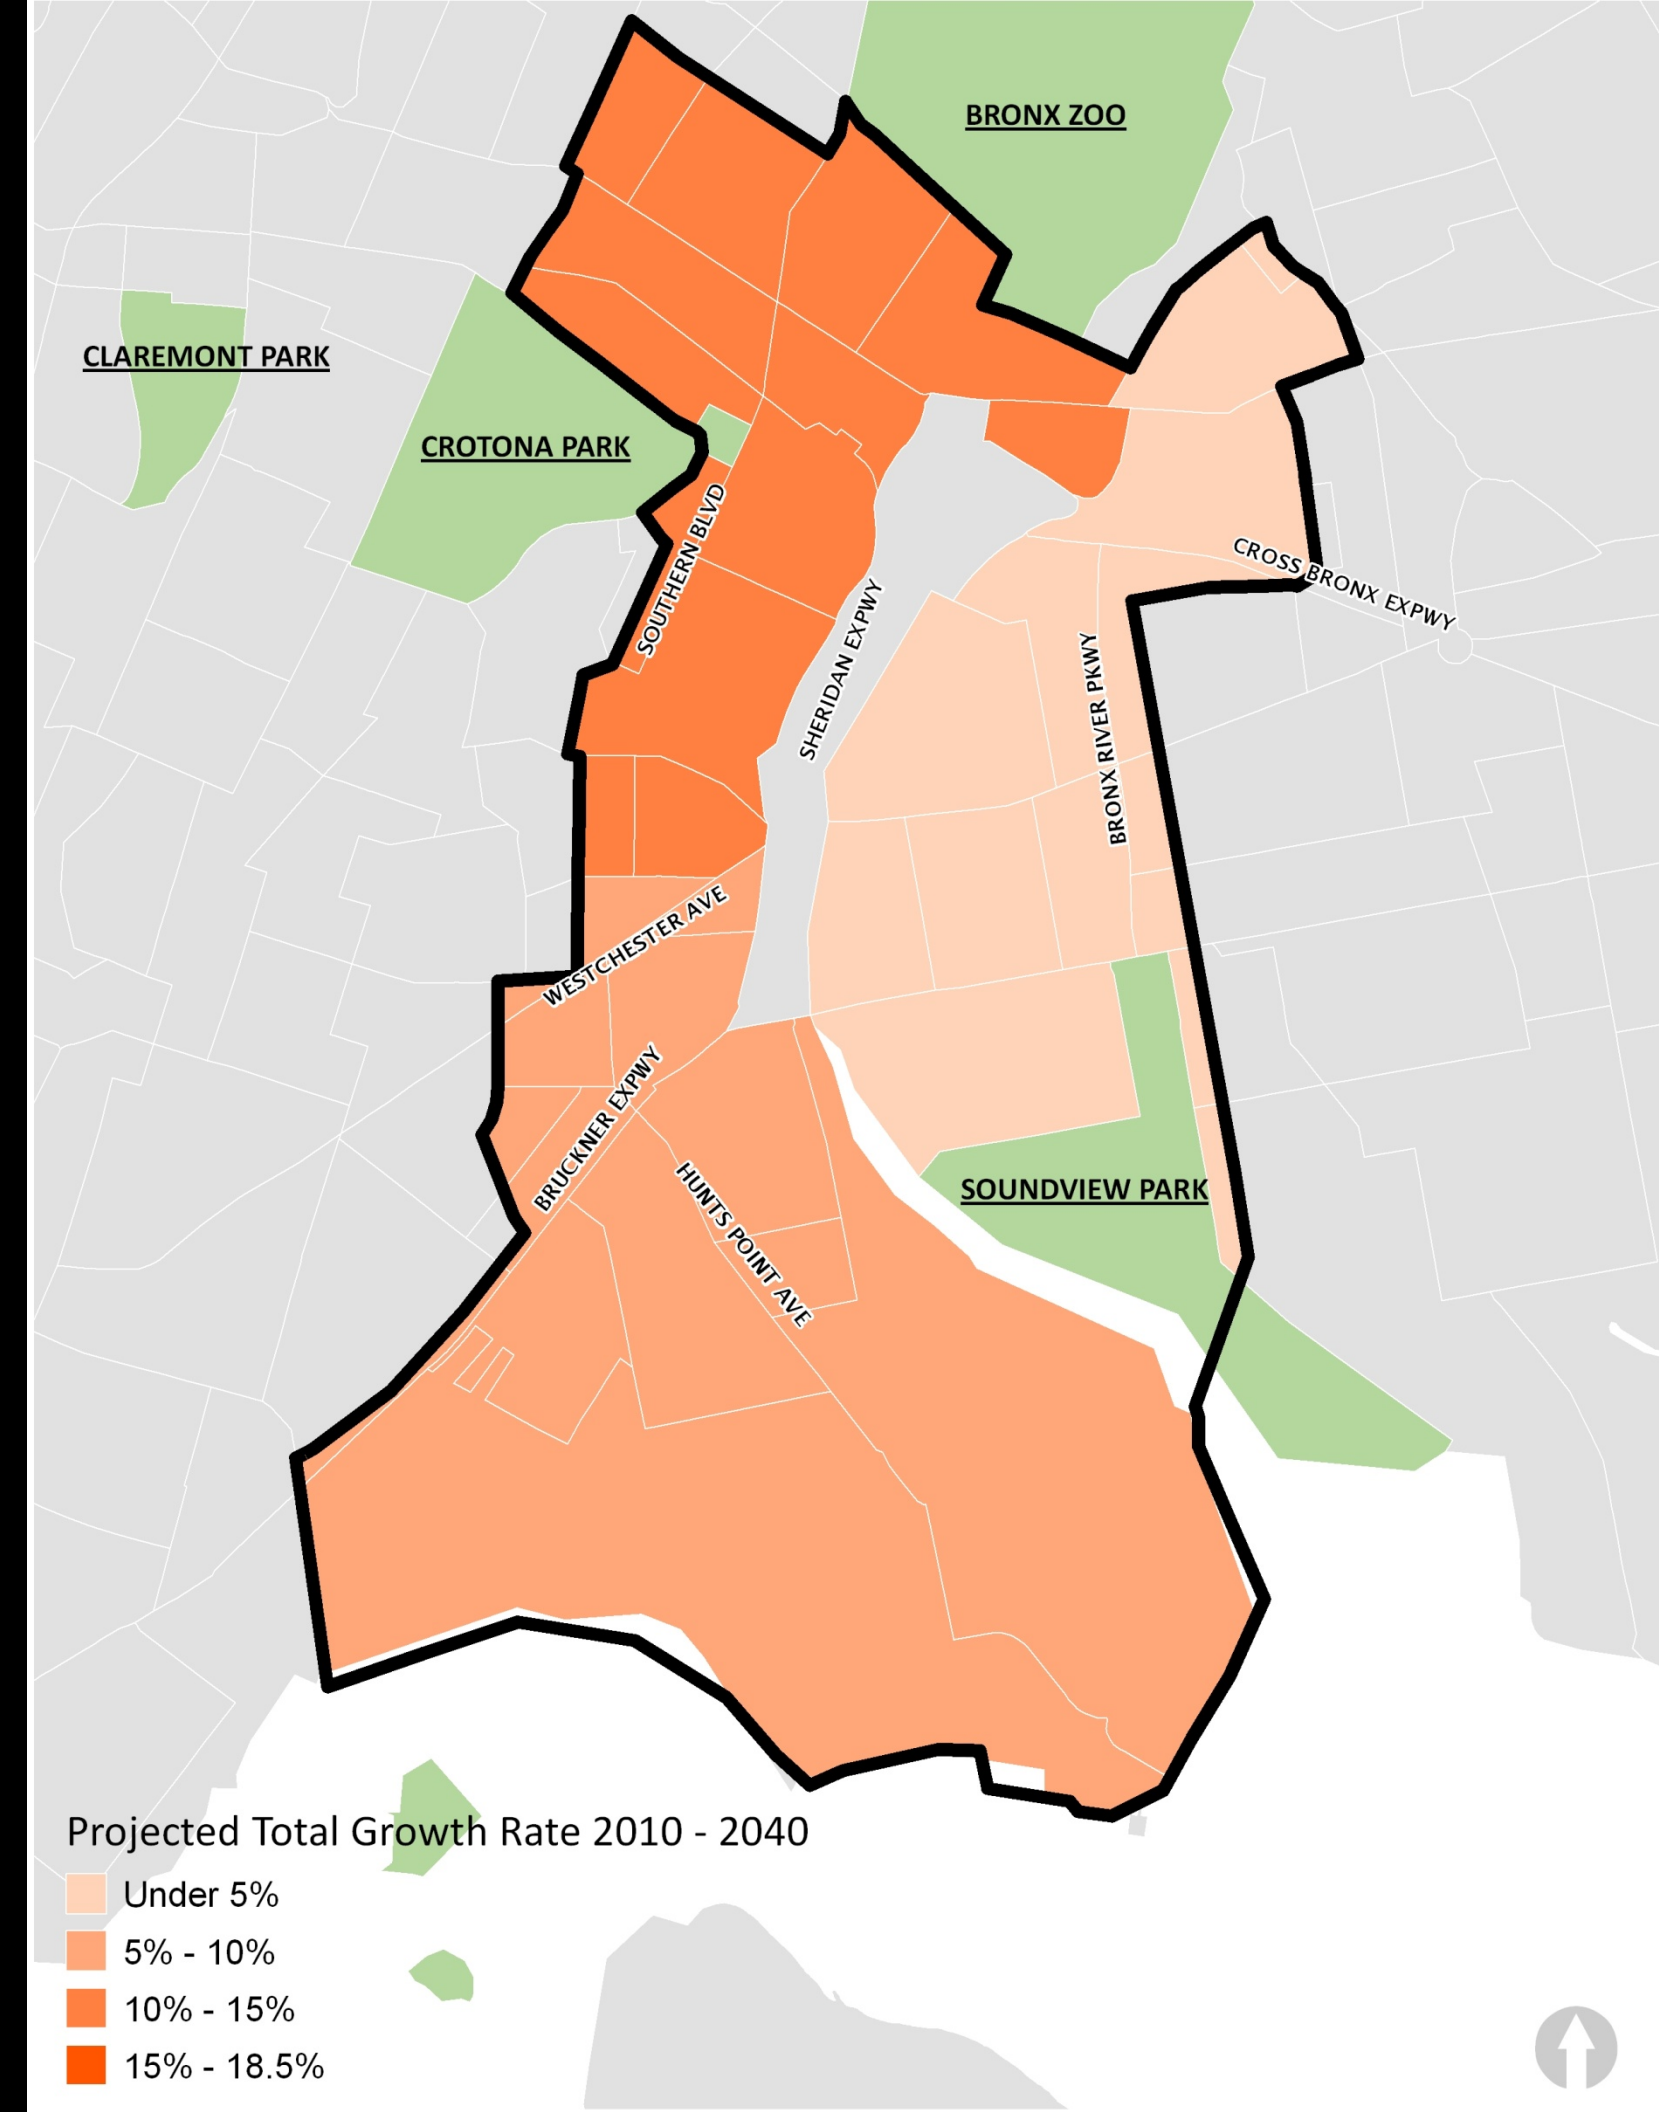 BRONX ZOO
CLAREMONT PARK
CROTONA PARK
SOUTHERN BLVD
CROSS BRONX EXPWY
SHERIDAN EXPWY
BRONX RIVER PKWY
WESTCHESTER AVE
BRUCKNER EXPWY
HUNTS POINT AVE
SOUNDVIEW PARK
Projected Total Growth Rate 2010 - 2040
Under 5%
5% - 10%
10% - 15%
15% - 18.5%